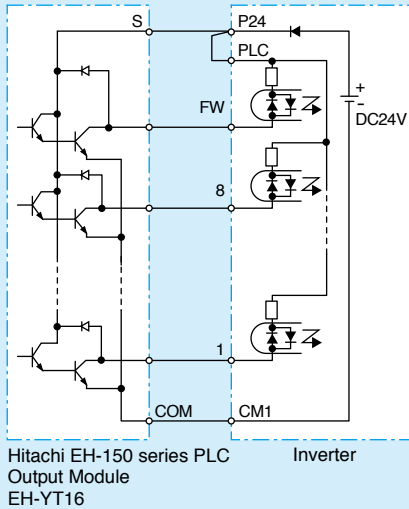 S P24
PLC
FW
+
-
DC24V
8
1
COM CM1
Hitachi EH-150 series PLC
Output Module
EH-YT16
Inverter